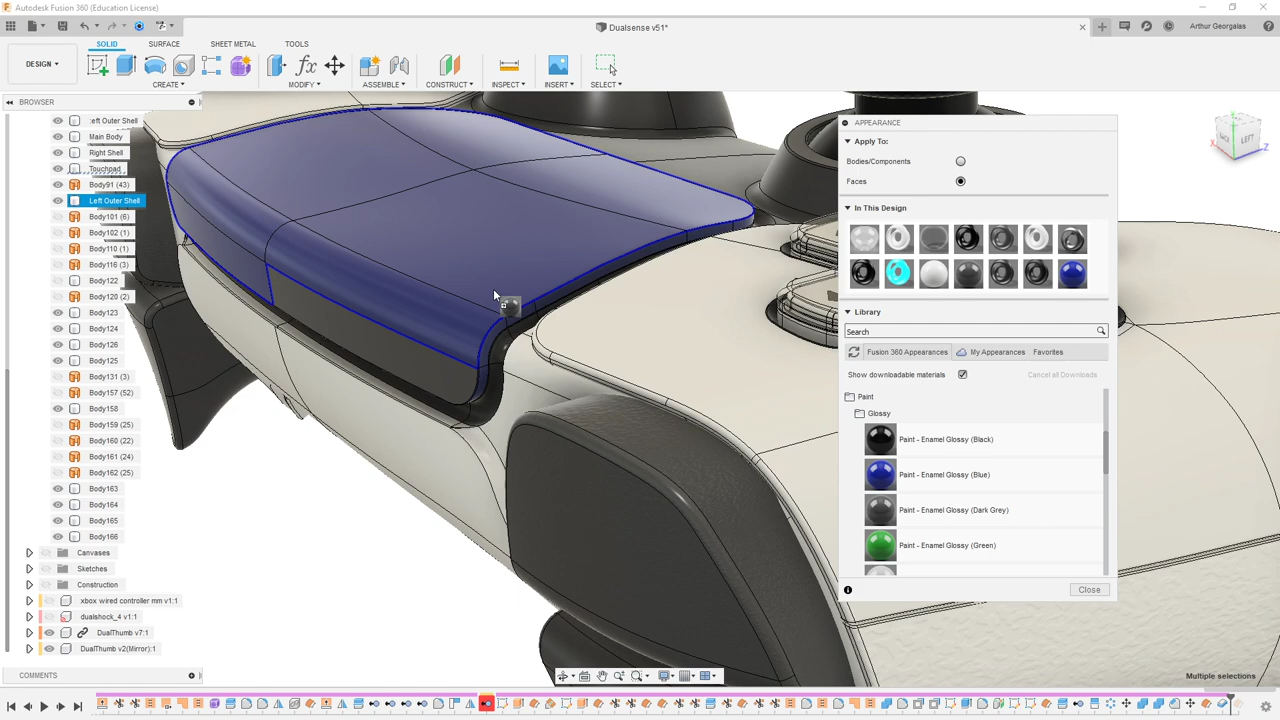 Autodesk Fusion 360 (Education License)
Dualsense v51*
Arthur Georgalas
DESIGN
SOLID
SURFACE
SHEET METAL
TOOLS
CREATE
MODIFY
ASSEMBLE
CONSTRUCT
INSPECT
INSERT
SELECT
BROWSER
Left Outer Shell
Main Body
Right Shell
Touchpad
Body91 (43)
Left Outer Shell
Body101 (6)
Body102 (1)
Body110 (1)
Body116 (3)
Body122
Body120 (2)
Body123
Body124
Body126
Body125
Body131 (3)
Body157 (52)
Body158
Body159 (25)
Body160 (22)
Body161 (24)
Body162 (25)
Body163
Body164
Body165
Body166
Canvases
Sketches
Construction
xbox wired controller mm v1:1
dualshock_4 v1:1
DualThumb v7:1
DualThumb v2(Mirror):1
COMMENTS
APPEARANCE
Apply To:
Bodies/Components
Faces
In This Design
Library
Search
Fusion 360 Appearances
My Appearances
Favorites
Show downloadable materials
Cancel all Downloads
Paint
Glossy
Paint - Enamel Glossy (Black)
Paint - Enamel Glossy (Blue)
Paint - Enamel Glossy (Dark Grey)
Paint - Enamel Glossy (Green)
Close
BACK
LEFT
X
Y
Z
Multiple selections